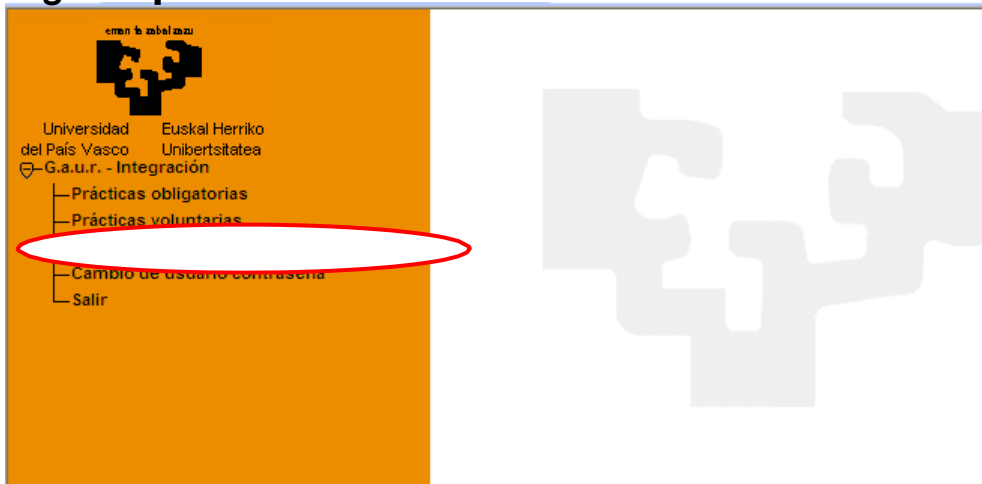 eman ta zabal zazu
Universidad Euskal Herriko
del País Vasco Unibertsitatea
G.a.u.r. - Integración
Prácticas obligatorias
Prácticas voluntarias
Cambio de usuario contraseña
Salir